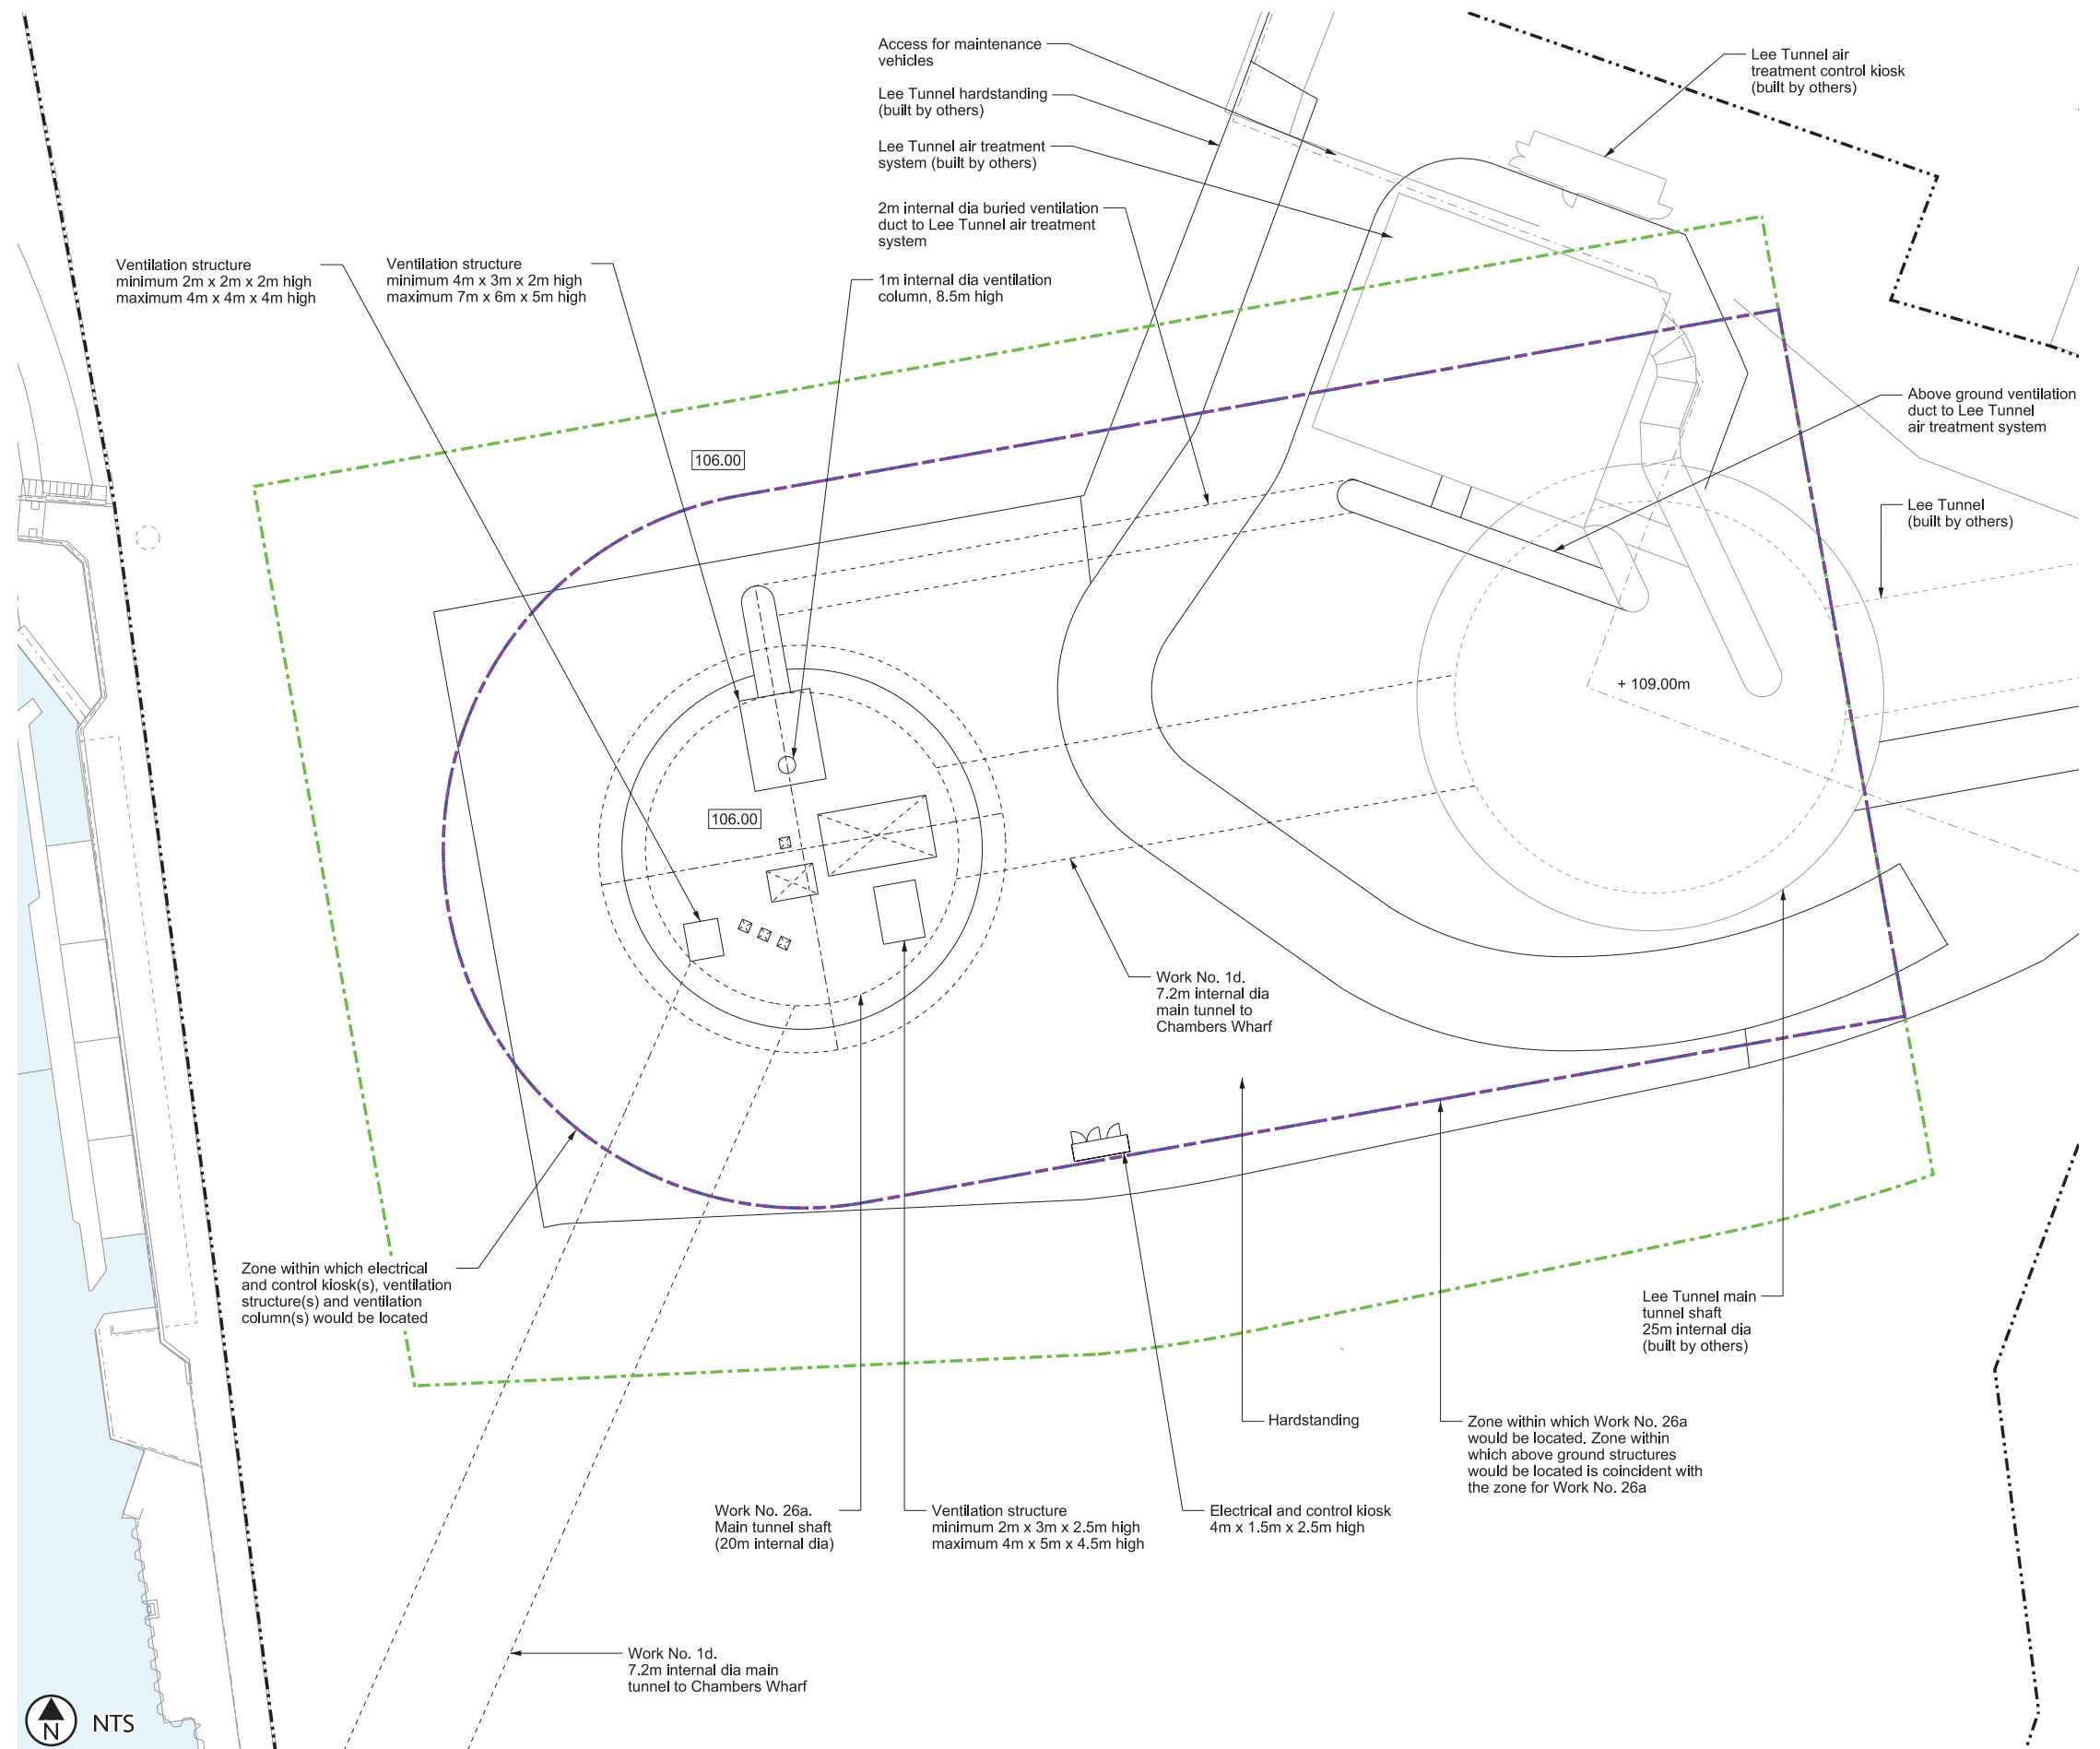 Access for maintenance
vehicles
Lee Tunnel hardstanding
(built by others)
Lee Tunnel air treatment
system (built by others)
2m internal dia buried ventilation
duct to Lee Tunnel air treatment
system
1m internal dia ventilation
column, 8.5m high
Lee Tunnel air
treatment control kiosk
(built by others)
Ventilation structure
minimum 2m x 2m x 2m high
maximum 4m x 4m x 4m high
Ventilation structure
minimum 4m x 3m x 2m high
maximum 7m x 6m x 5m high
Above ground ventilation
duct to Lee Tunnel
air treatment system
106.00
Lee Tunnel
(built by others)
+ 109.00m
106.00
Work No. 1d.
7.2m internal dia
main tunnel to
Chambers Wharf
Zone within which electrical
and control kiosk(s), ventilation
structure(s) and ventilation
column(s) would be located
Lee Tunnel main
tunnel shaft
25m internal dia
(built by others)
Hardstanding
Zone within which Work No. 26a
would be located. Zone within
which above ground structures
would be located is coincident with
the zone for Work No. 26a
Work No. 26a.
Main tunnel shaft
(20m internal dia)
Ventilation structure
minimum 2m x 3m x 2.5m high
maximum 4m x 5m x 4.5m high
Electrical and control kiosk
4m x 1.5m x 2.5m high
Work No. 1d.
7.2m internal dia main
tunnel to Chambers Wharf
N
NTS